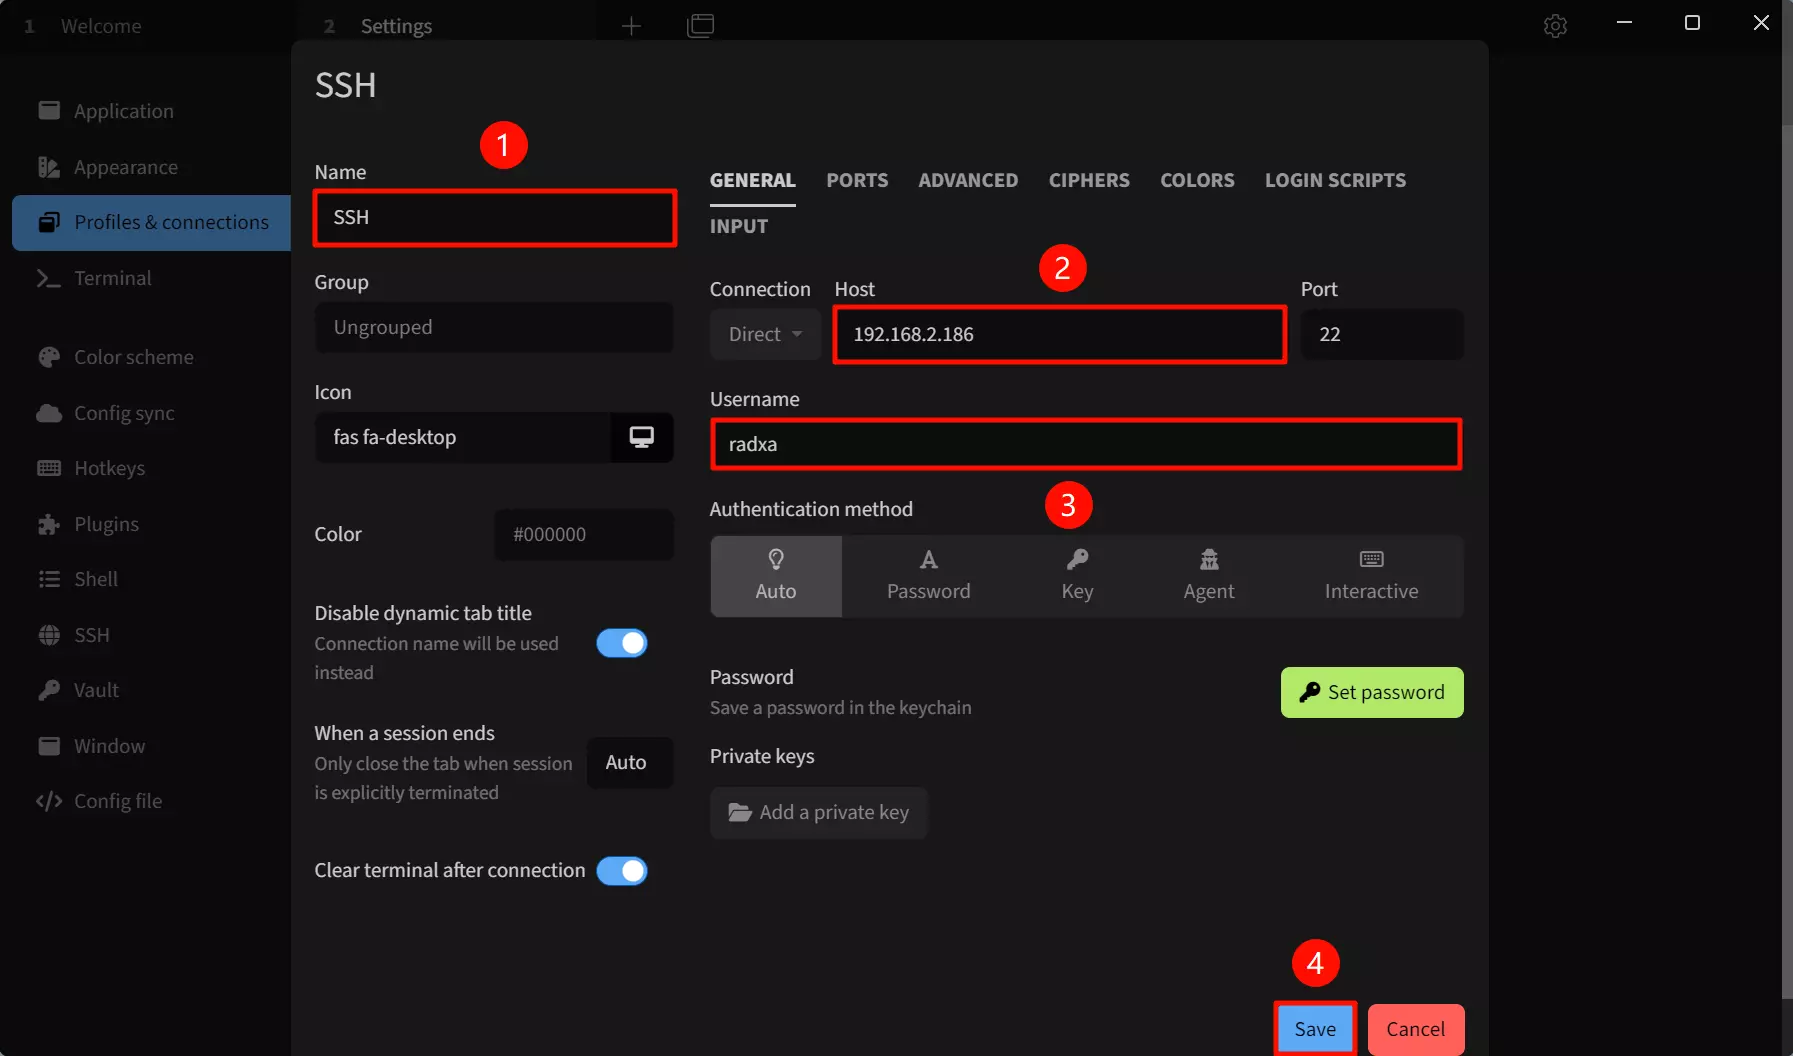 1 Welcome
2 Settings
Application
Appearance
Profiles & connections
Terminal
Color scheme
Config sync
Hotkeys
Plugins
Shell
SSH
Vault
Window
Config file
SSH
1
Name
SSH
Group
Ungrouped
Icon
fas fa-desktop
Color
#000000
Disable dynamic tab title
Connection name will be used
instead
When a session ends
Only close the tab when session
is explicitly terminated
Auto
Clear terminal after connection
GENERAL PORTS ADVANCED CIPHERS COLORS LOGIN SCRIPTS
INPUT
2
Connection Host Port
Direct 192.168.2.186 22
Username
radxa
Authentication method
3
Auto Password Key Agent Interactive
Password
Save a password in the keychain
Set password
Private keys
Add a private key
4
Save Cancel